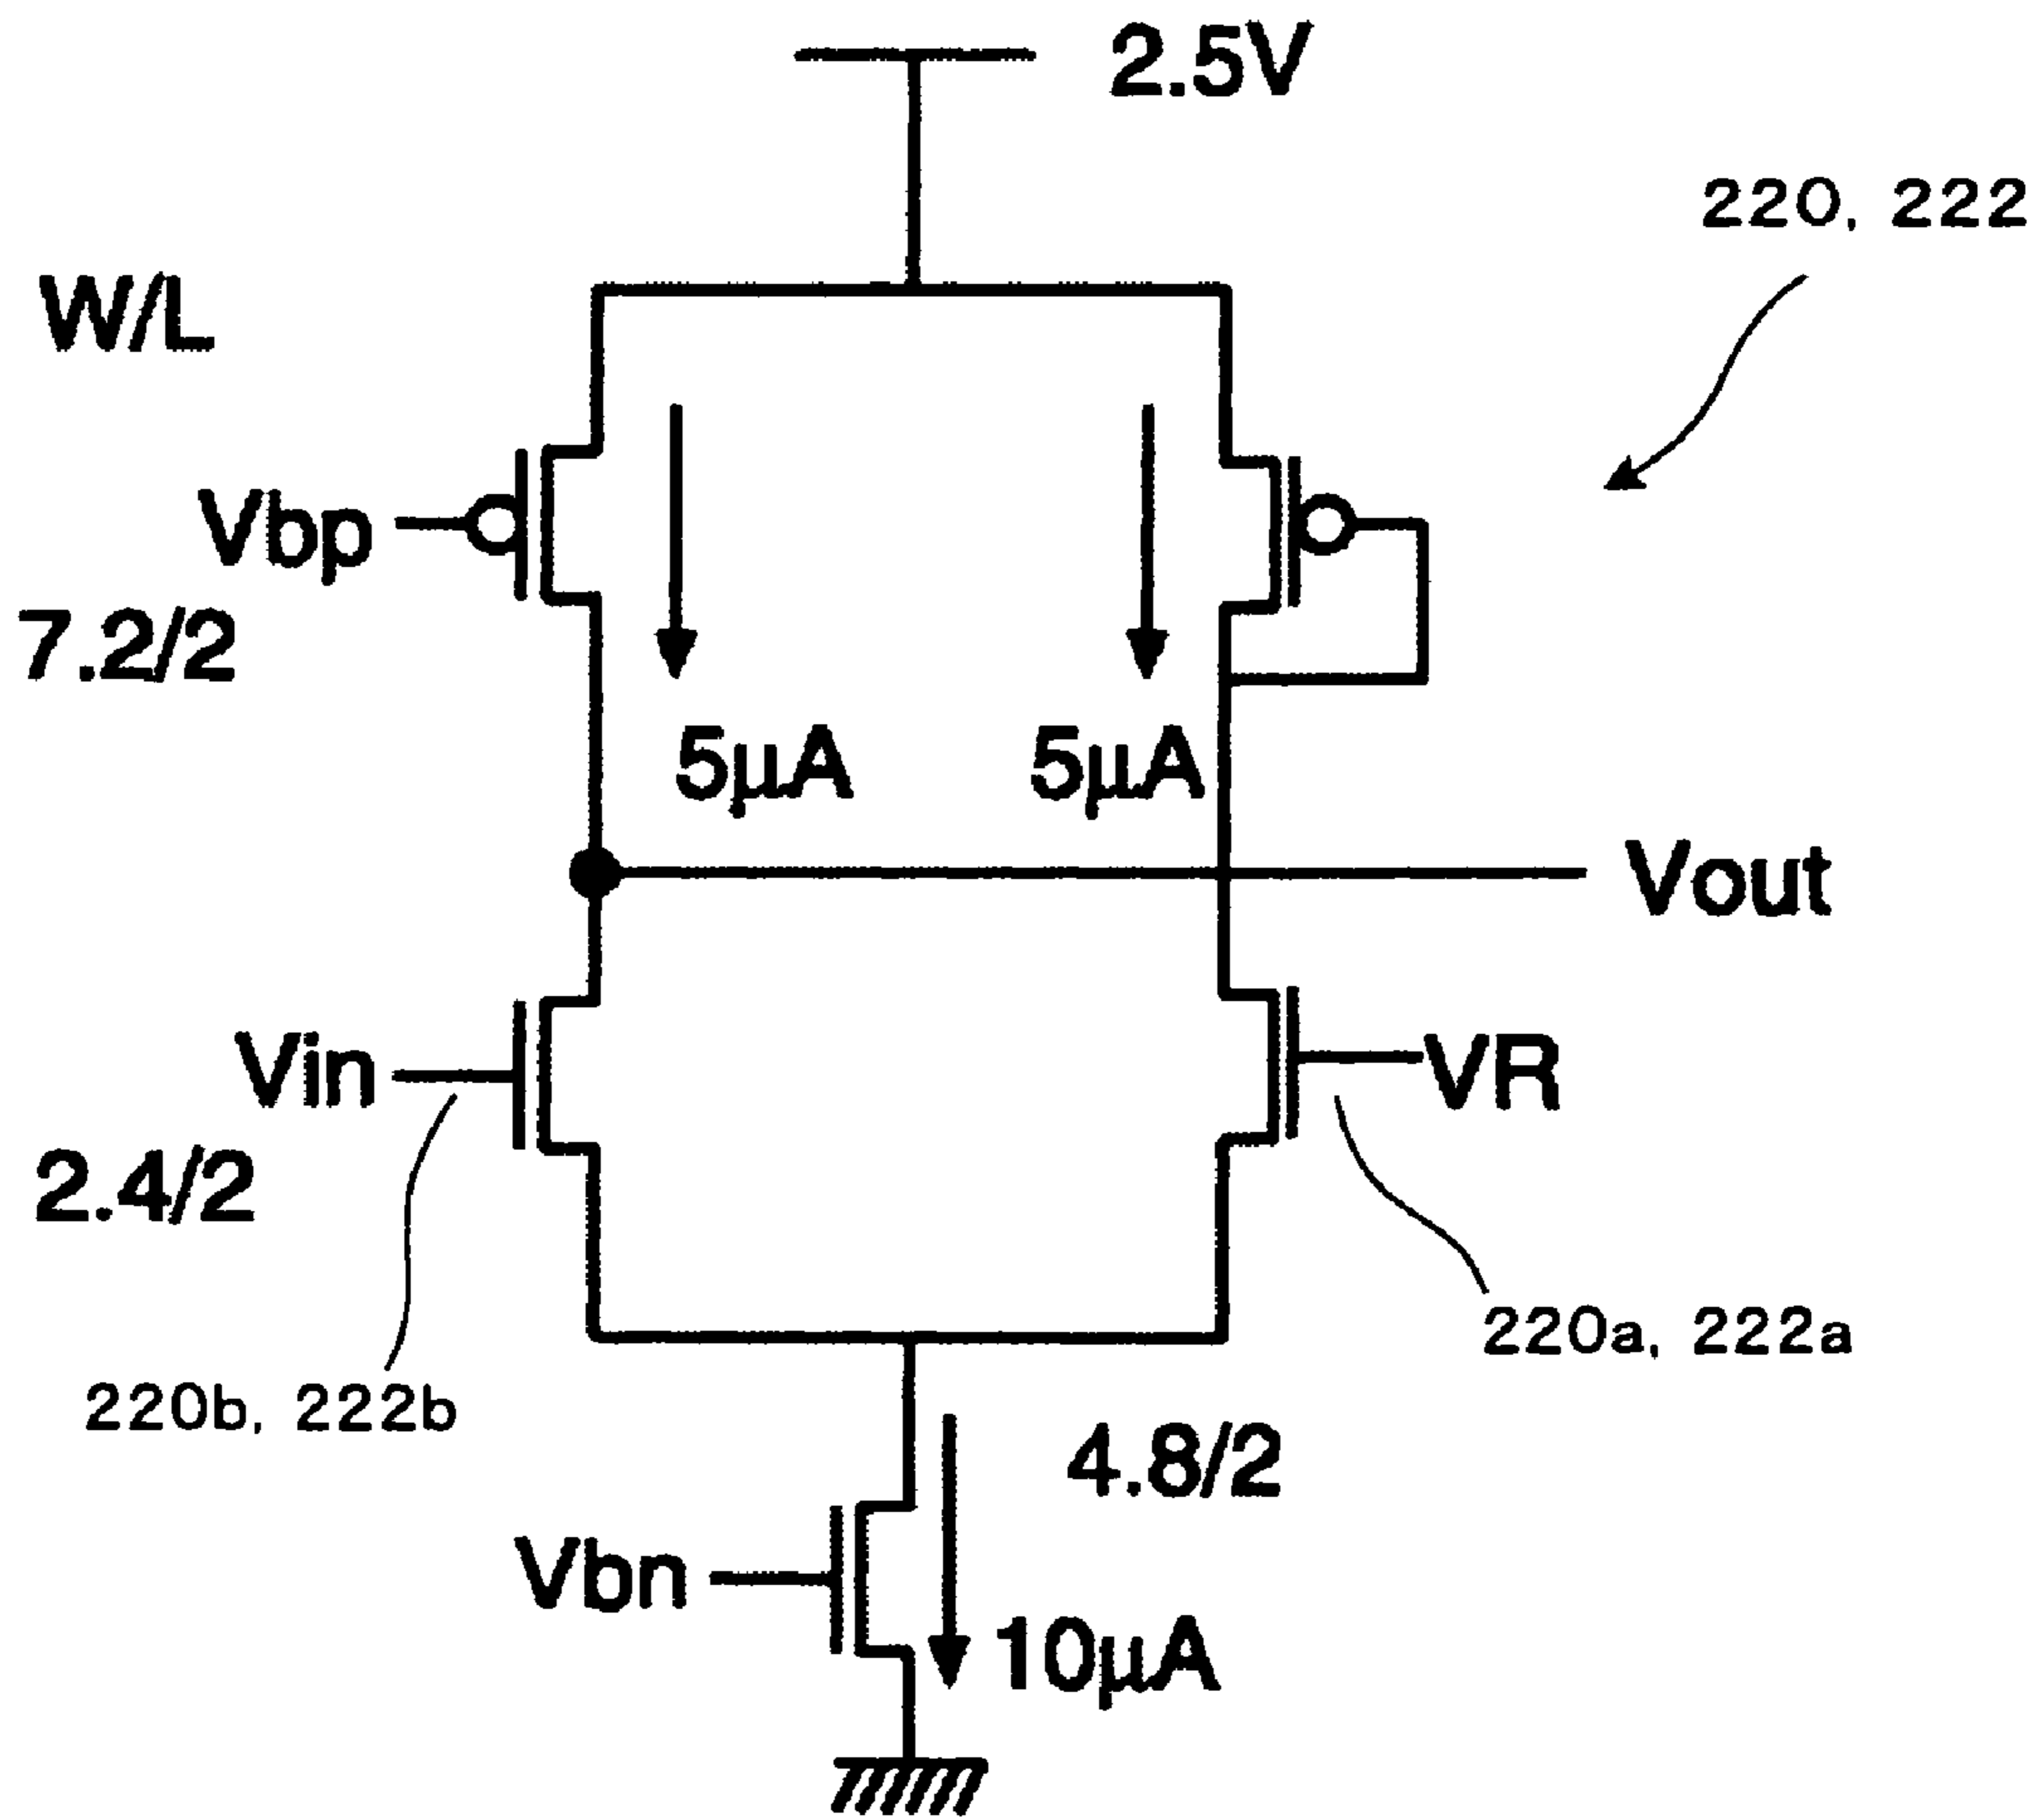 2.5V
220, 222
W/L
Vbp
7.2/2
5µA
5µA
Vout
Vin
VR
2.4/2
220a, 222a
220b, 222b
4.8/2
Vbn
10µA